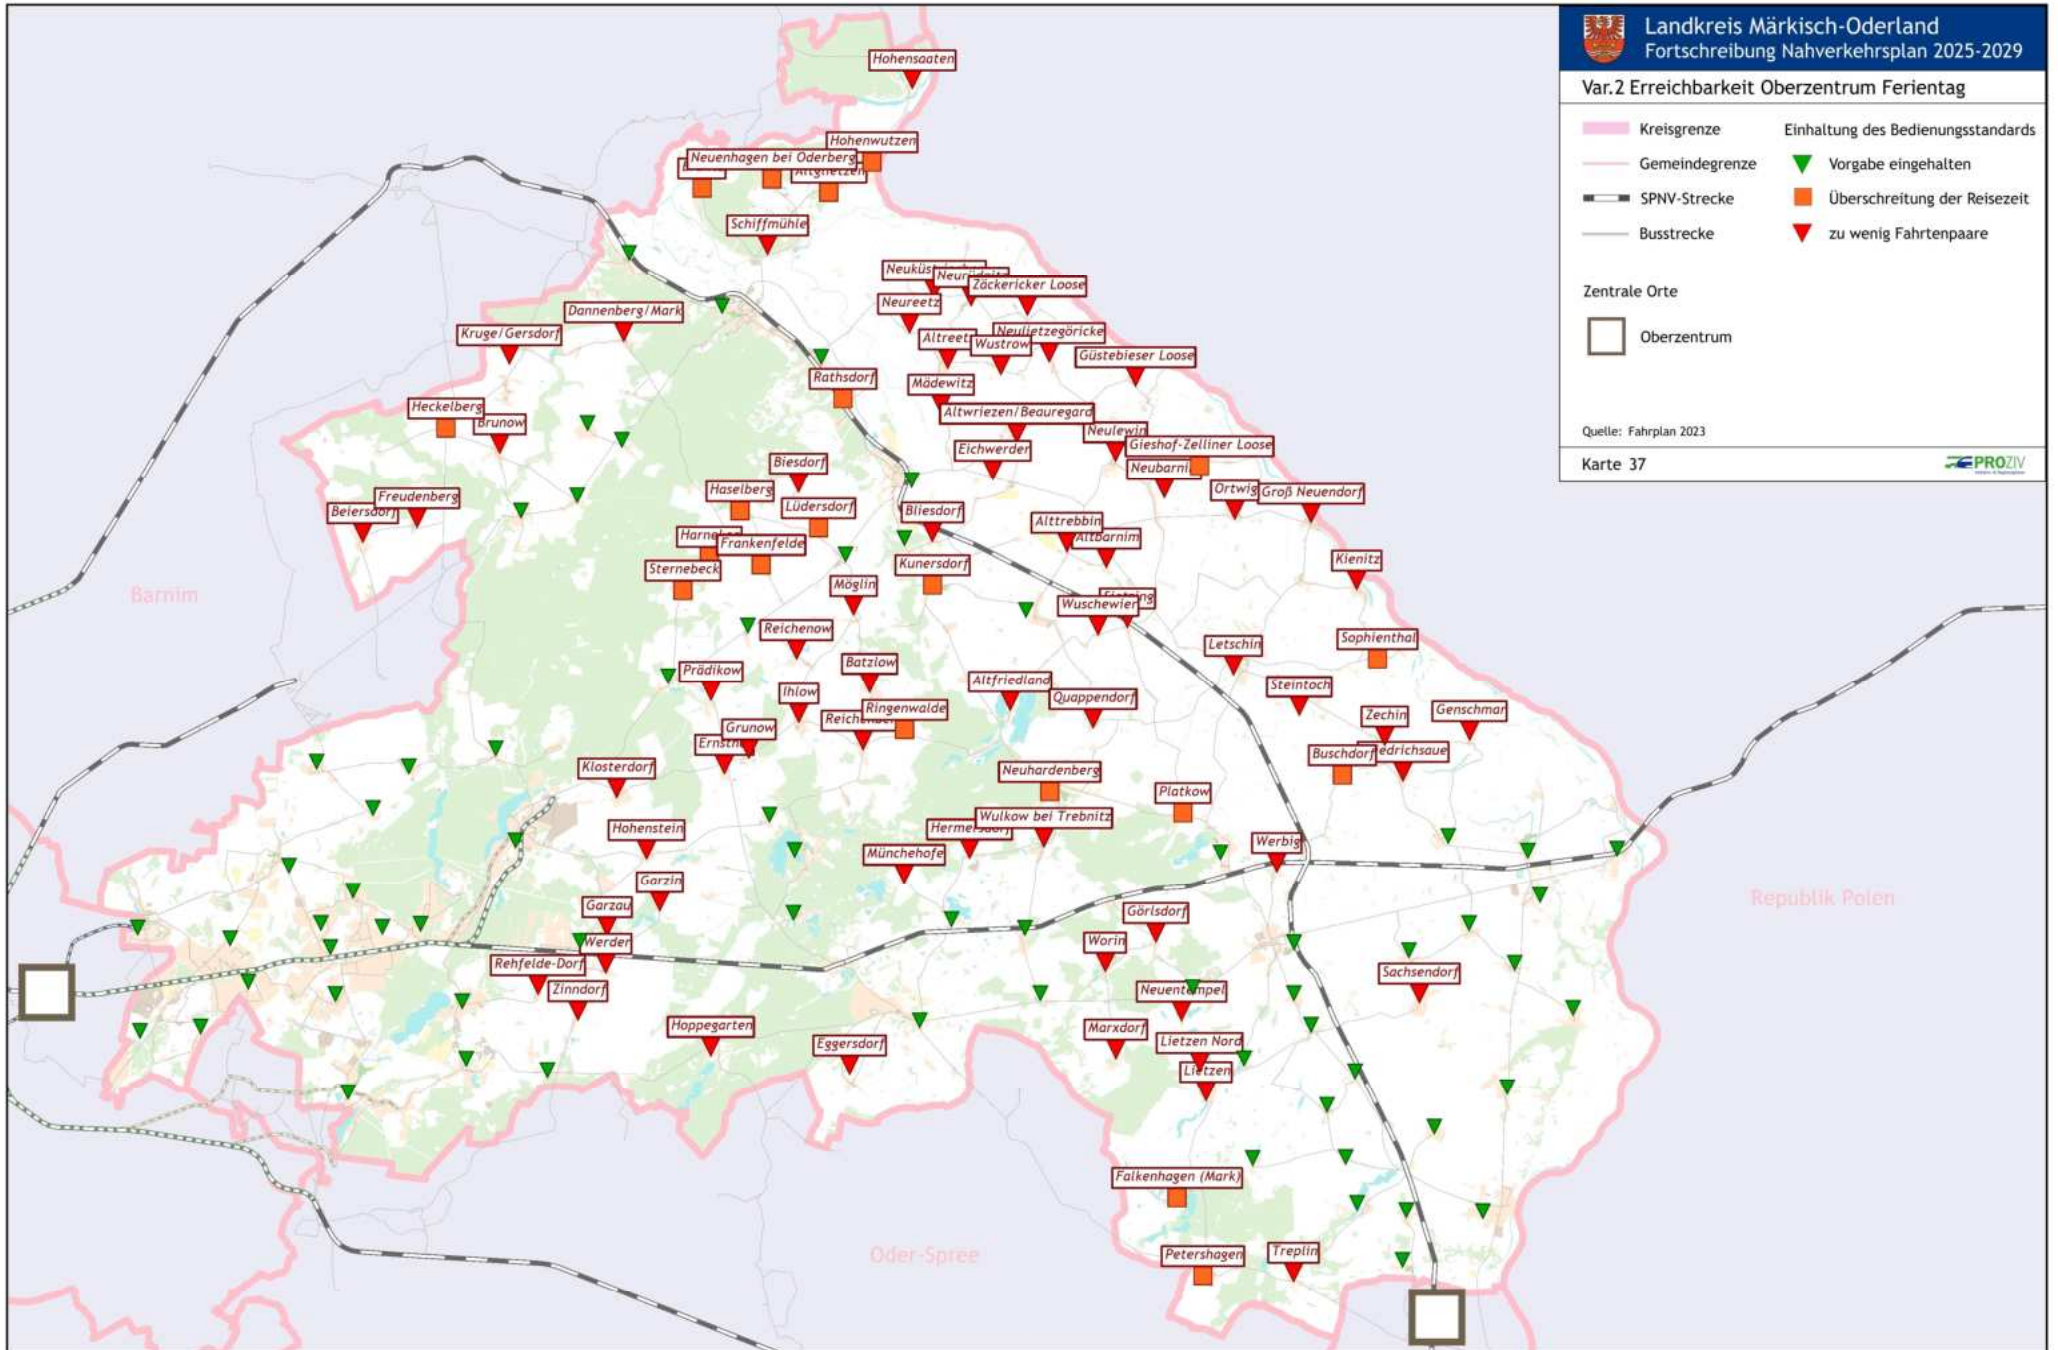 Landkreis Märkisch-Oderland
Fortschreibung Nahverkehrsplan 2025-2029
Var.2 Erreichbarkeit Oberzentrum Ferientag
Kreisgrenze
Gemeindegrenze
SPNV-Strecke
Busstrecke
Einhaltung des Bedienungsstandards
Vorgabe eingehalten
Überschreitung der Reisezeit
zu wenig Fahrtenpaare
Zentrale Orte
Oberzentrum
Quelle: Fahrplan 2023
Karte 37
PROZIV
Hohensaaten
Hohenwutzen
Neuenhagen bei Oderberg
Altglietzen
Schiffmühle
Zäckericker Loose
Neureetz
Dannenberg/Mark
Kruge/Gersdorf
Neulietzegöricke
Wustrow
Güstebieser Loose
Rathsdorf
Mädewitz
Heckelberg
Brunow
Altwriezen/Beauregard
Neulewin
Gieshof-Zelliner Loose
Eichwerder
Biesdorf
Haselberg
Freudenberg
Beiersdorf
Lüdersdorf
Bliesdorf
Ortwig
Groß Neuendorf
Alttrebbin
Altbarnim
Frankenfelde
Sternebeck
Kunersdorf
Kienitz
Möglin
Wuschewier
Reichenow
Letschin
Sophienthal
Prädikow
Batzlow
Altfriedland
Quappendorf
Steintoch
Ihlow
Ringenwalde
Zechin
Genschmar
Grunow
Buschdorf
Klosterdorf
Neuhardenberg
Platkow
Wulkow bei Trebnitz
Hohenstein
Hermersdorf
Werbig
Münchehofe
Garzin
Garzau
Görlsdorf
Werder
Worin
Rehfelde-Dorf
Zinndorf
Sachsendorf
Neuentempel
Hoppegarten
Eggersdorf
Marxdorf
Lietzen Nord
Lietzen
Falkenhagen (Mark)
Petershagen
Treplin
Barnim
Republik Polen
Oder-Spree